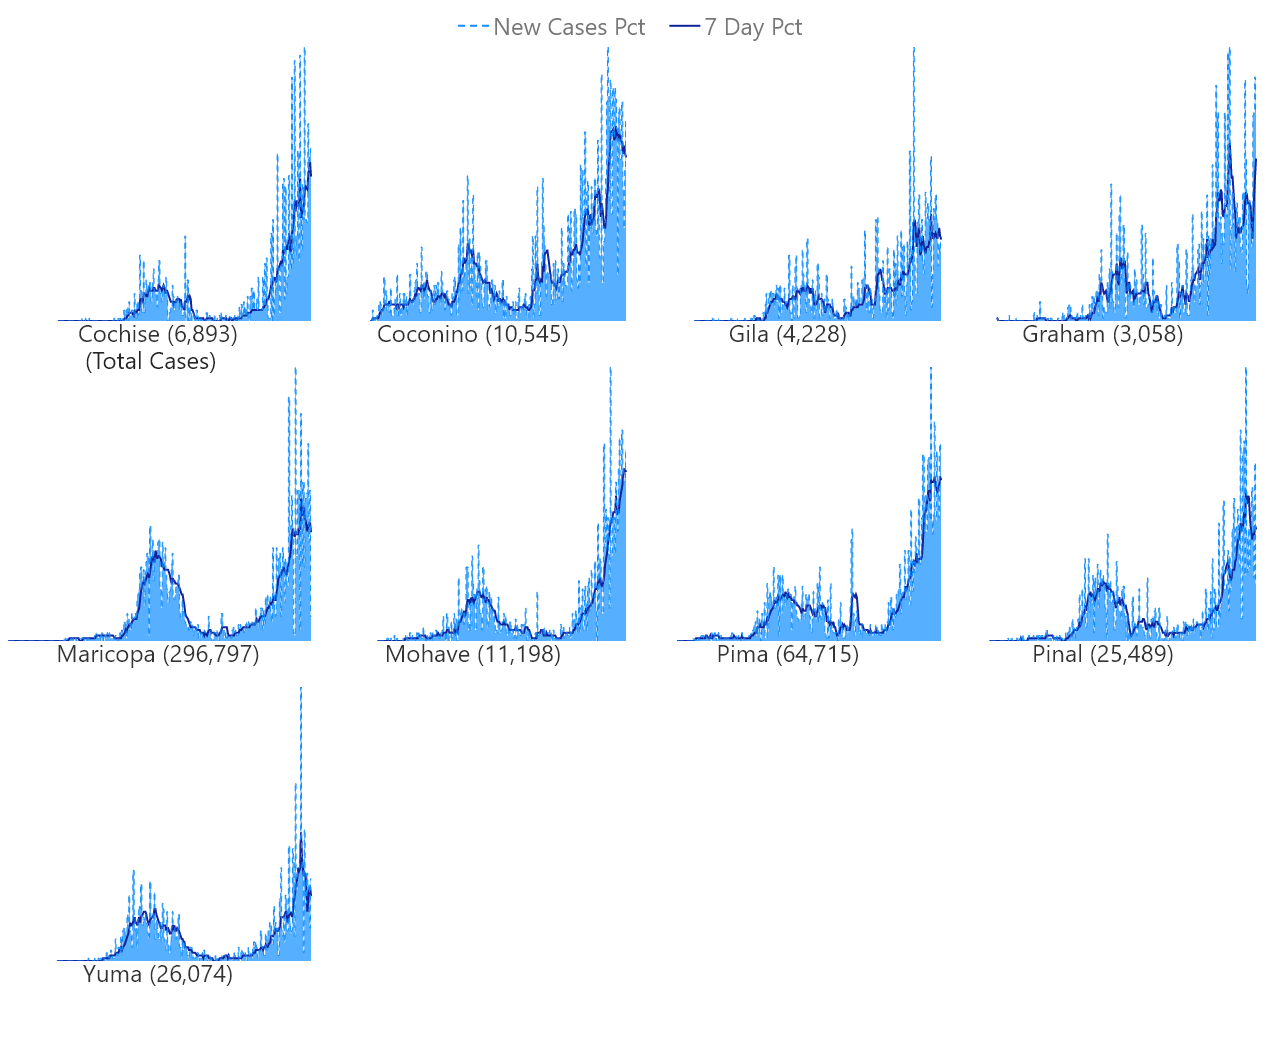 New Cases Pct 7 Day Pct
Cochise (6,893) Coconino (10,545) Gila (4,228) Graham (3,058)
(Total Cases)
Maricopa (296,797) Mohave (11,198) Pima (64,715) Pinal (25,489)
Yuma (26,074)